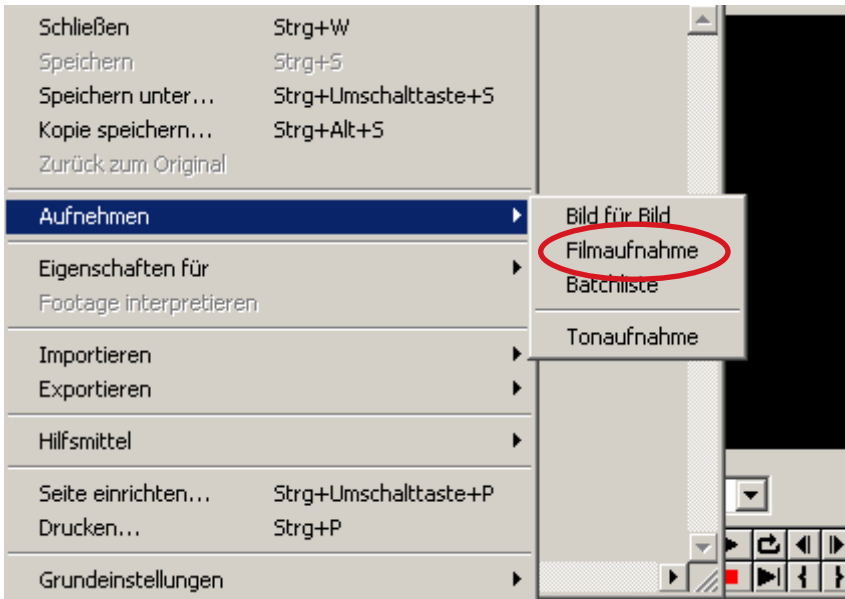 Schließen Strg+W
Speichern Strg+S
Speichern unter... Strg+Umschalttaste+S
Kopie speichern... Strg+Alt+S
Zurück zum Original
Aufnehmen
Bild für Bild
Filmaufnahme
Batchliste
Tonaufnahme
Eigenschaften für
Footage interpretieren
Importieren
Exportieren
Hilfsmittel
Seite einrichten... Strg+Umschalttaste+P
Drucken... Strg+P
Grundeinstellungen